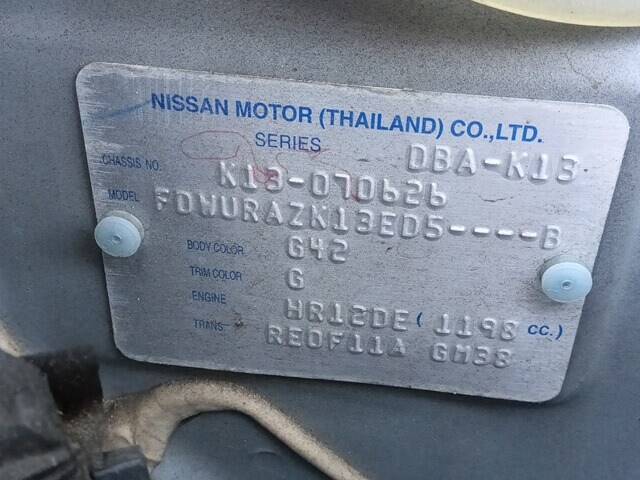 NISSAN MOTOR (THAILAND) CO.,LTD.
SERIES DBA-K13
CHASSIS NO. K13-070626
MODEL FDWURAZK13ED5----B
BODY COLOR G42
TRIM COLOR G
ENGINE HR12DE (1198 CC.)
TRANS. RE0F11A GM38